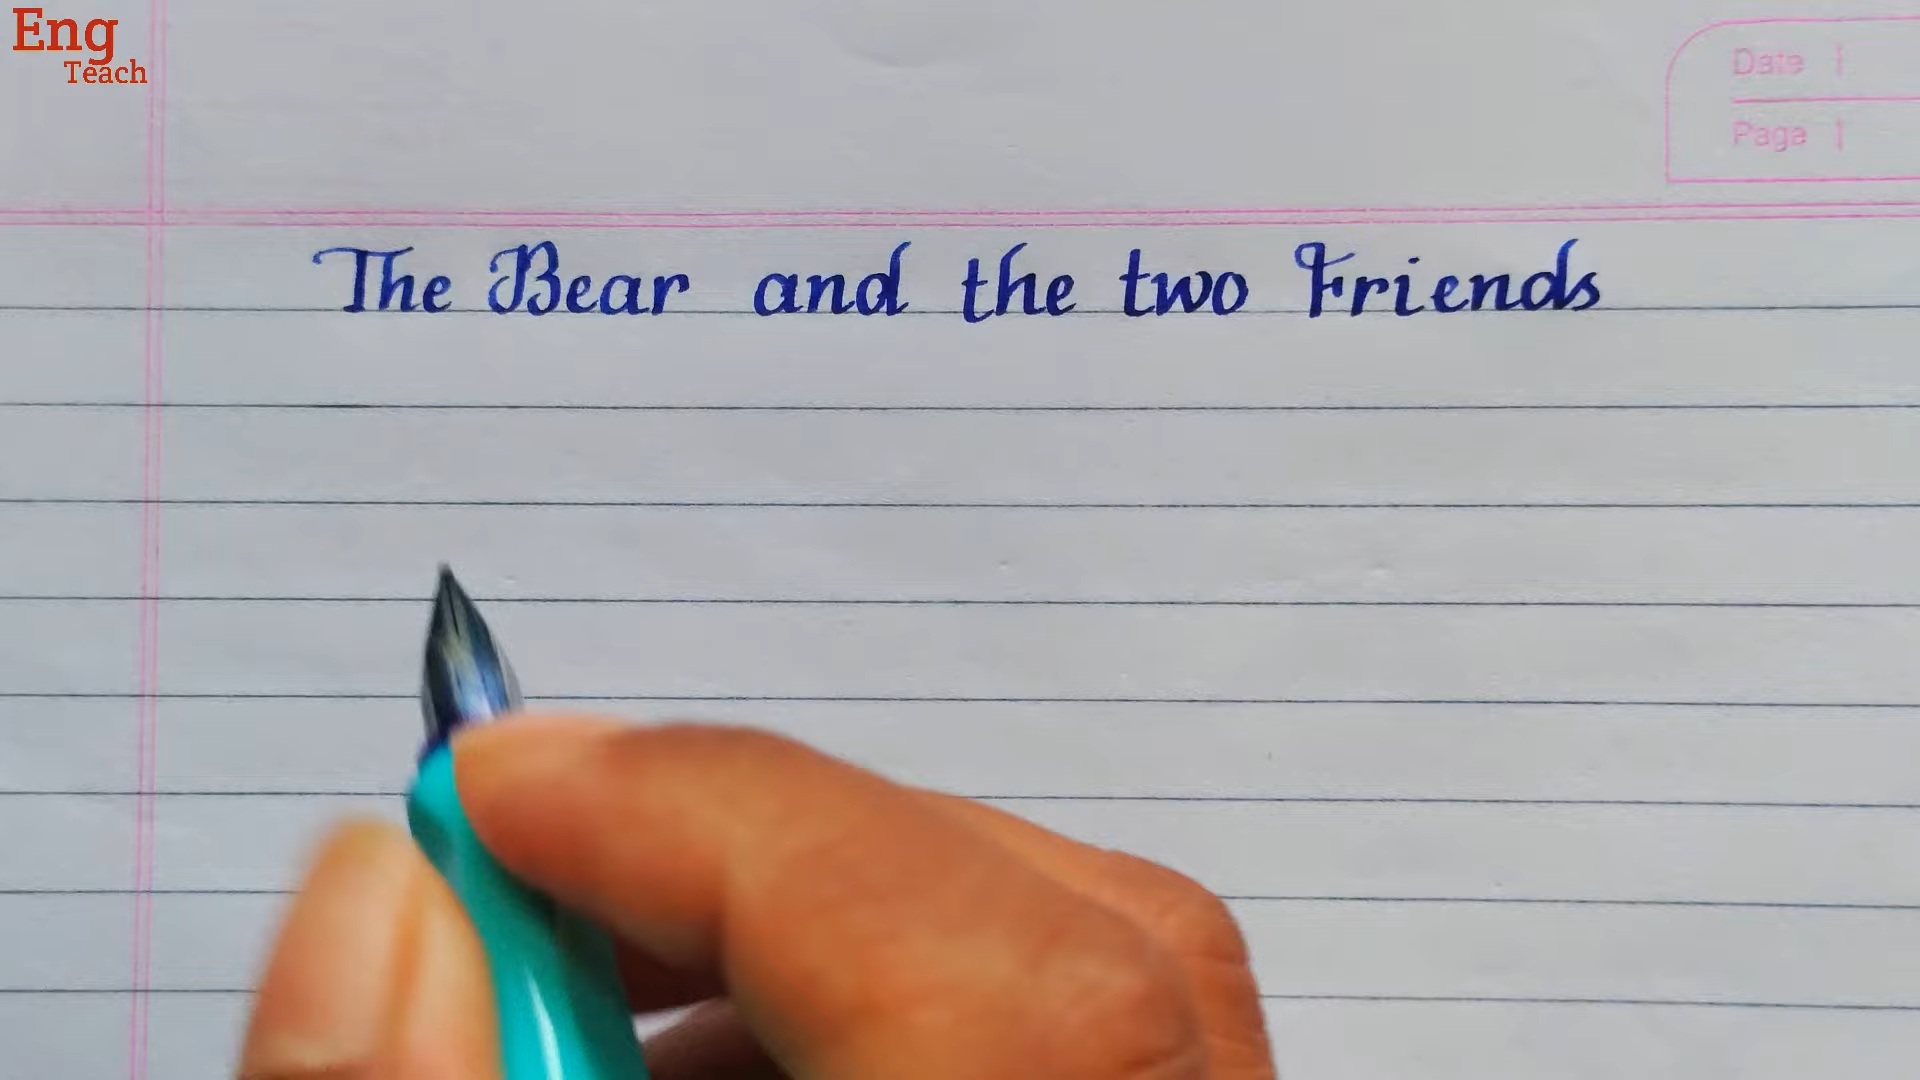 Eng
Teach
Date
Page
The Bear and the two Friends